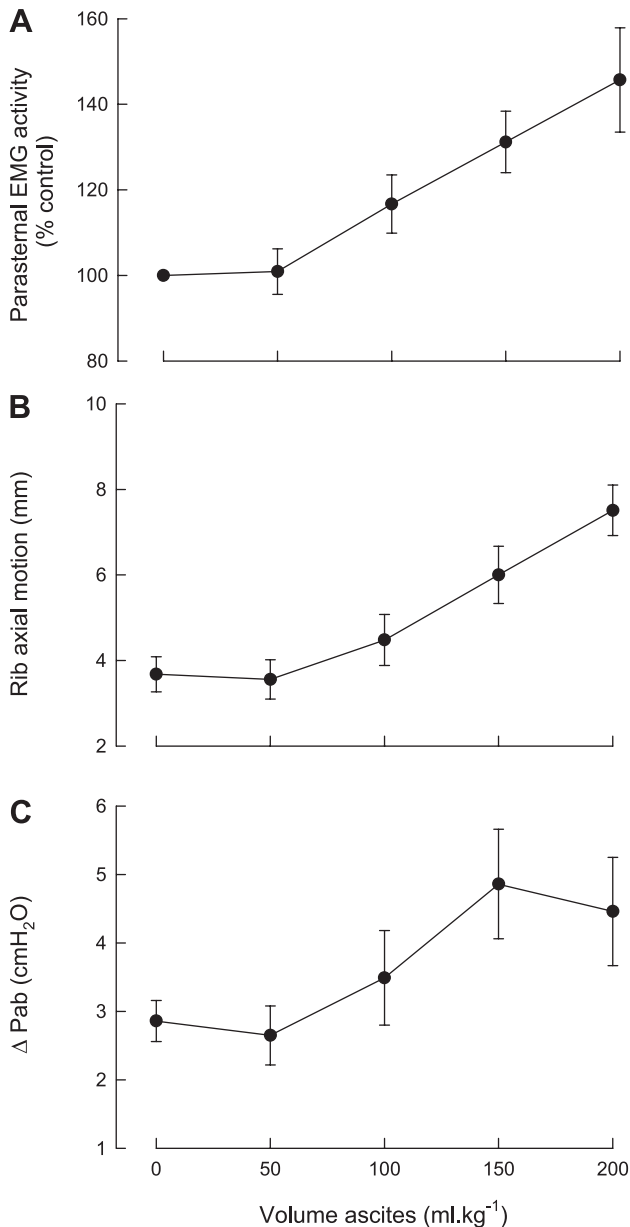 A
160
140
120
100
80
Parasternal EMG activity
(% control)
B
10
8
6
4
2
Rib axial motion (mm)
C
6
5
4
3
2
1
Δ Pab (cmH₂O)
0 50 100 150 200
Volume ascites (ml.kg⁻¹)